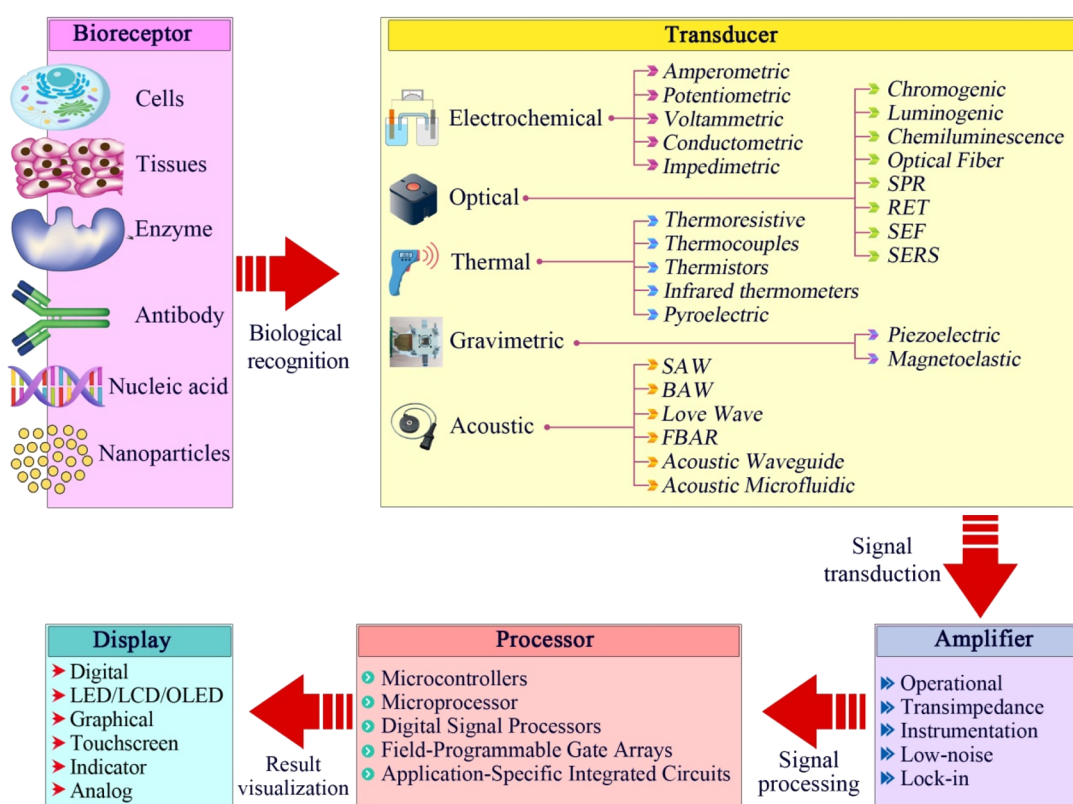 Bioreceptor
Cells
Tissues
Enzyme
Antibody
Nucleic acid
Nanoparticles
Biological
recognition
Transducer
Electrochemical
Amperometric
Potentiometric
Voltammetric
Conductometric
Impedimetric
Optical
Chromogenic
Luminogenic
Chemiluminescence
Optical Fiber
SPR
RET
SEF
SERS
Thermal
Thermoresistive
Thermocouples
Thermistors
Infrared thermometers
Pyroelectric
Gravimetric
Piezoelectric
Magnetoelastic
Acoustic
SAW
BAW
Love Wave
FBAR
Acoustic Waveguide
Acoustic Microfluidic
Signal
transduction
Amplifier
Operational
Transimpedance
Instrumentation
Low-noise
Lock-in
Signal
processing
Processor
Microcontrollers
Microprocessor
Digital Signal Processors
Field-Programmable Gate Arrays
Application-Specific Integrated Circuits
Result
visualization
Display
Digital
LED/LCD/OLED
Graphical
Touchscreen
Indicator
Analog